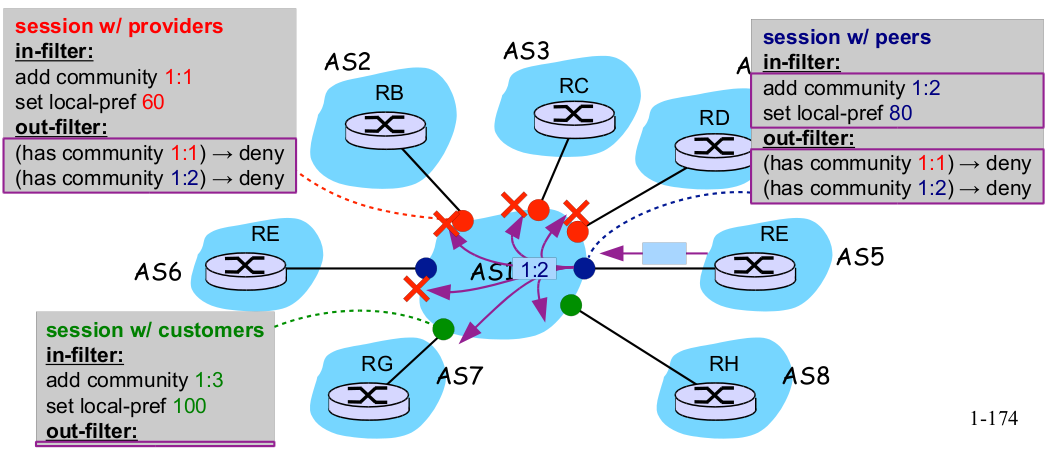 session w/ providers
in-filter:
add community 1:1
set local-pref 60
out-filter:
(has community 1:1) → deny
(has community 1:2) → deny
AS2
RB
AS3
RC
A
RD
session w/ peers
in-filter:
add community 1:2
set local-pref 80
out-filter:
(has community 1:1) → deny
(has community 1:2) → deny
AS6
RE
AS1
1:2
RE
AS5
session w/ customers
in-filter:
add community 1:3
set local-pref 100
out-filter:
RG
AS7
RH
AS8
1-174